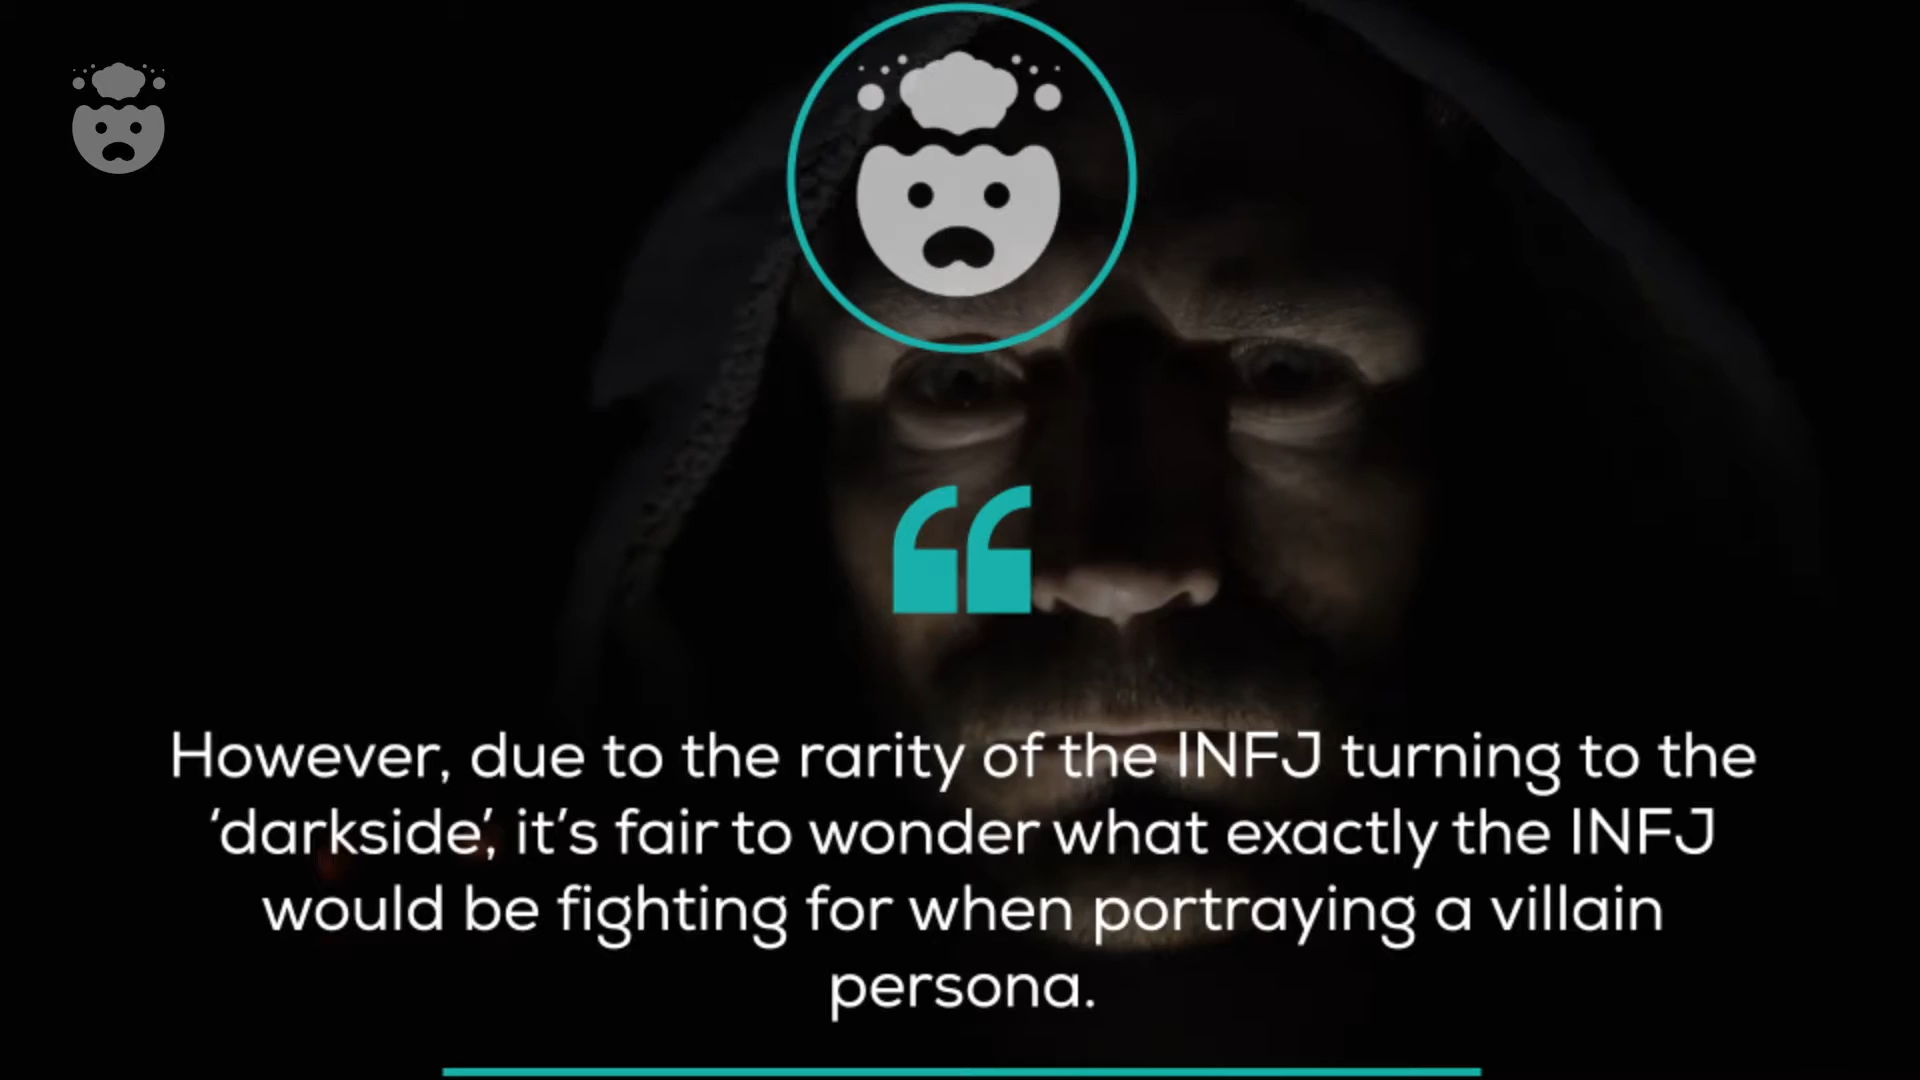 “
However, due to the rarity of the INFJ turning to the
‘darkside’, it’s fair to wonder what exactly the INFJ
would be fighting for when portraying a villain
persona.